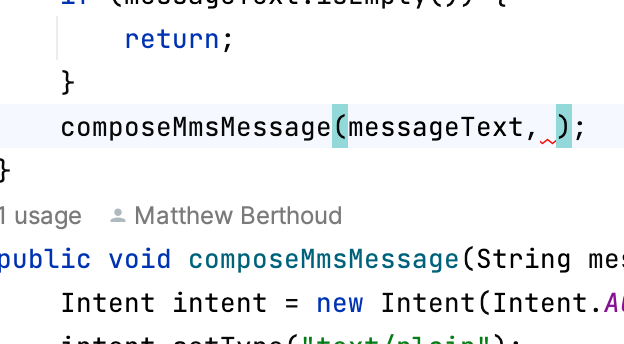 if (messageText.isEmpty()) {
return;
}
composeMmsMessage(messageText, );
}
1 usage Matthew Berthoud
public void composeMmsMessage(String mes
Intent intent = new Intent(Intent.A
intent.setType("text/plain");